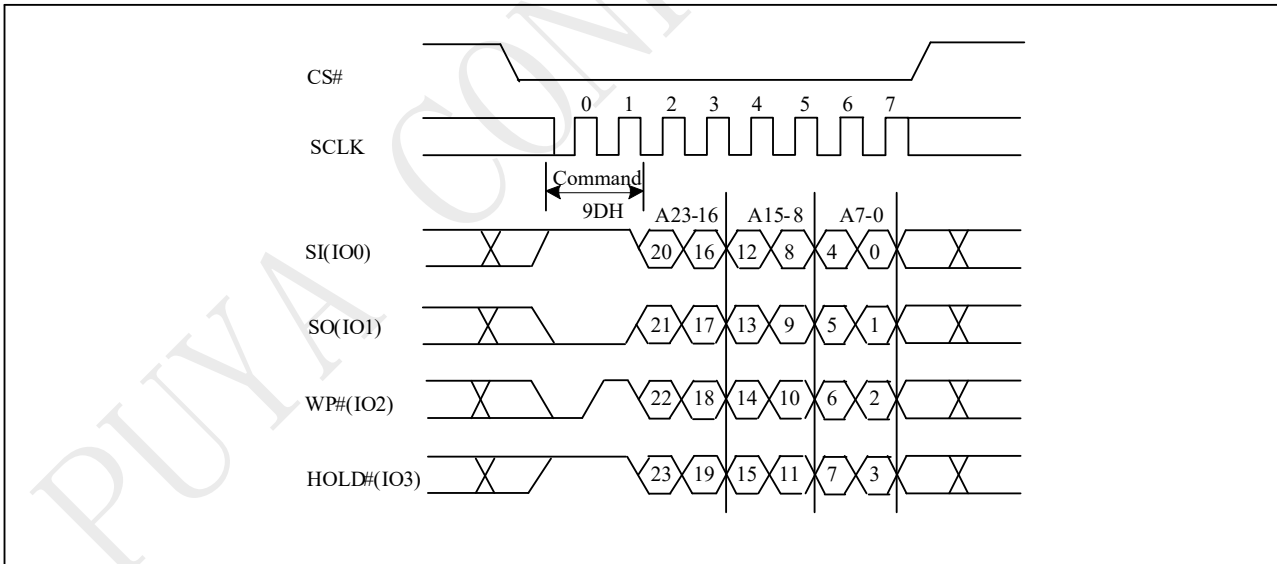 PUYA CON
CS#
0 1 2 3 4 5 6 7
SCLK
Command
9DH
A23-16 A15-8 A7-0
SI(IO0) 20 16 12 8 4 0
SO(IO1) 21 17 13 9 5 1
WP#(IO2) 22 18 14 10 6 2
HOLD#(IO3) 23 19 15 11 7 3